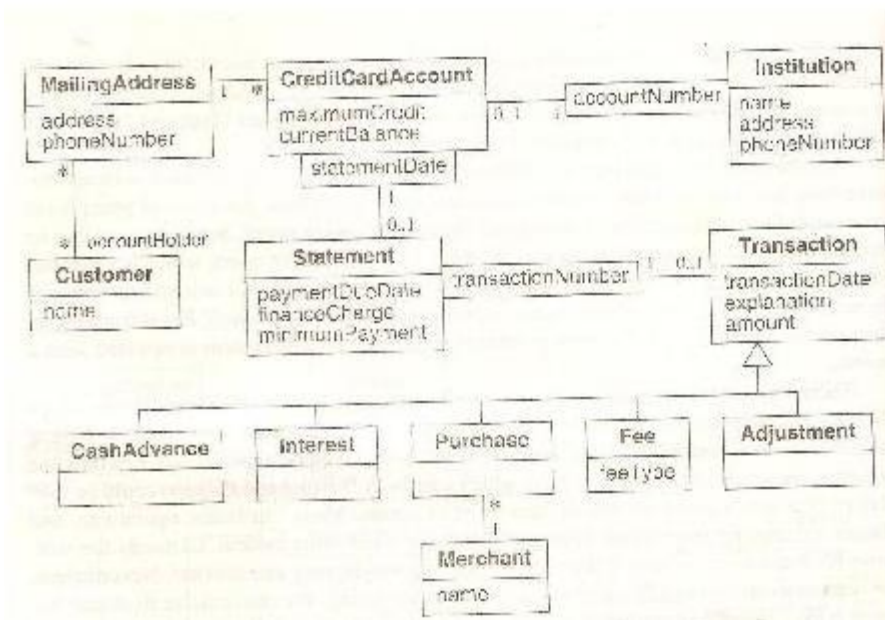 MailingAddress
address
phoneNumber
1
*
CreditCardAccount
maximumCredit
currentBalance
statementDate
0..1
accountNumber
Institution
name
address
phoneNumber
*
* accountHolder
Customer
name
1
0..1
Statement
paymentDueDate
financeCharge
minimumPayment
transactionNumber
1
0..1
Transaction
transactionDate
explanation
amount
CashAdvance
Interest
Purchase
Fee
feeType
Adjustment
*
1
Merchant
name